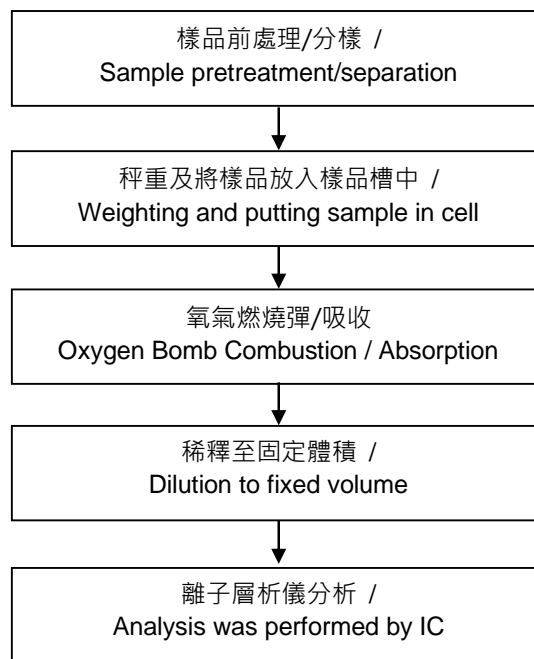 樣品前處理/分樣 /
Sample pretreatment/separation
秤重及將樣品放入樣品槽中 /
Weighting and putting sample in cell
氧氣燃燒彈/吸收
Oxygen Bomb Combustion / Absorption
稀釋至固定體積 /
Dilution to fixed volume
離子層析儀分析 /
Analysis was performed by IC